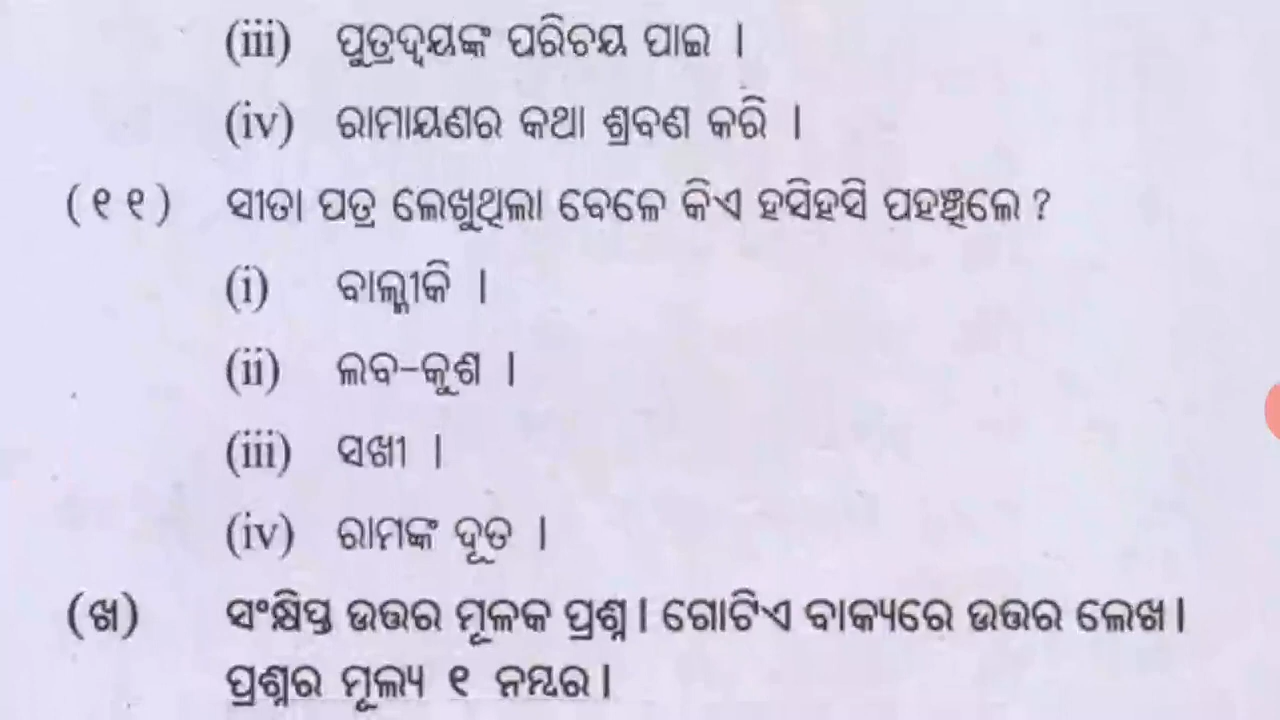 (iii) ପୁତ୍ରଦ୍ୱୟଙ୍କ ପରିଚୟ ପାଇ ।
(iv) ରାମାୟଣର କଥା ଶ୍ରବଣ କରି ।
(୧୧) ସୀତା ପତ୍ର ଲେଖୁଥିଲା ବେଳେ କିଏ ହସିହସି ପହଞ୍ଚିଲେ ?
(i) ବାଲ୍ମୀକି ।
(ii) ଲବ-କୁଶ ।
(iii) ସଖୀ ।
(iv) ରାମଙ୍କ ଦୂତ ।
(ଖ) ସଂକ୍ଷିପ୍ତ ଉତ୍ତର ମୂଳକ ପ୍ରଶ୍ନ । ଗୋଟିଏ ବାକ୍ୟରେ ଉତ୍ତର ଲେଖ ।
ପ୍ରଶ୍ନର ମୂଲ୍ୟ ୧ ନମ୍ବର ।